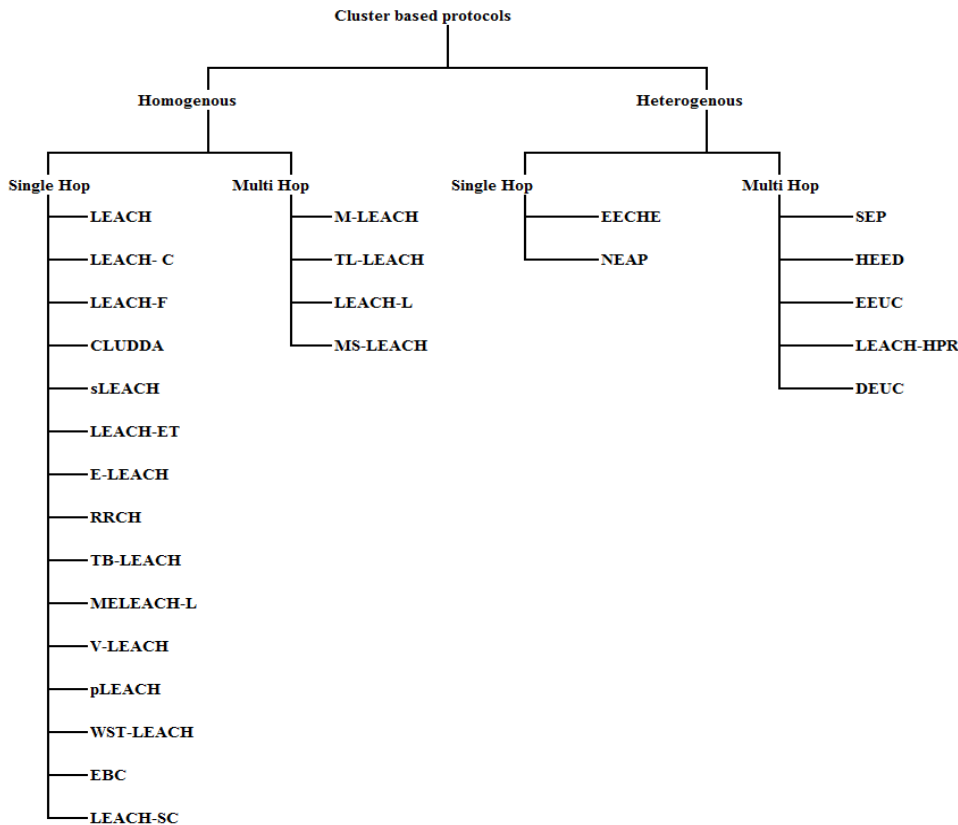 Cluster based protocols
Homogenous
Heterogenous
Single Hop
Multi Hop
Single Hop
Multi Hop
LEACH
LEACH- C
LEACH-F
CLUDDA
sLEACH
LEACH-ET
E-LEACH
RRCH
TB-LEACH
MELEACH-L
V-LEACH
pLEACH
WST-LEACH
EBC
LEACH-SC
M-LEACH
TL-LEACH
LEACH-L
MS-LEACH
EECHE
NEAP
SEP
HEED
EEUC
LEACH-HPR
DEUC